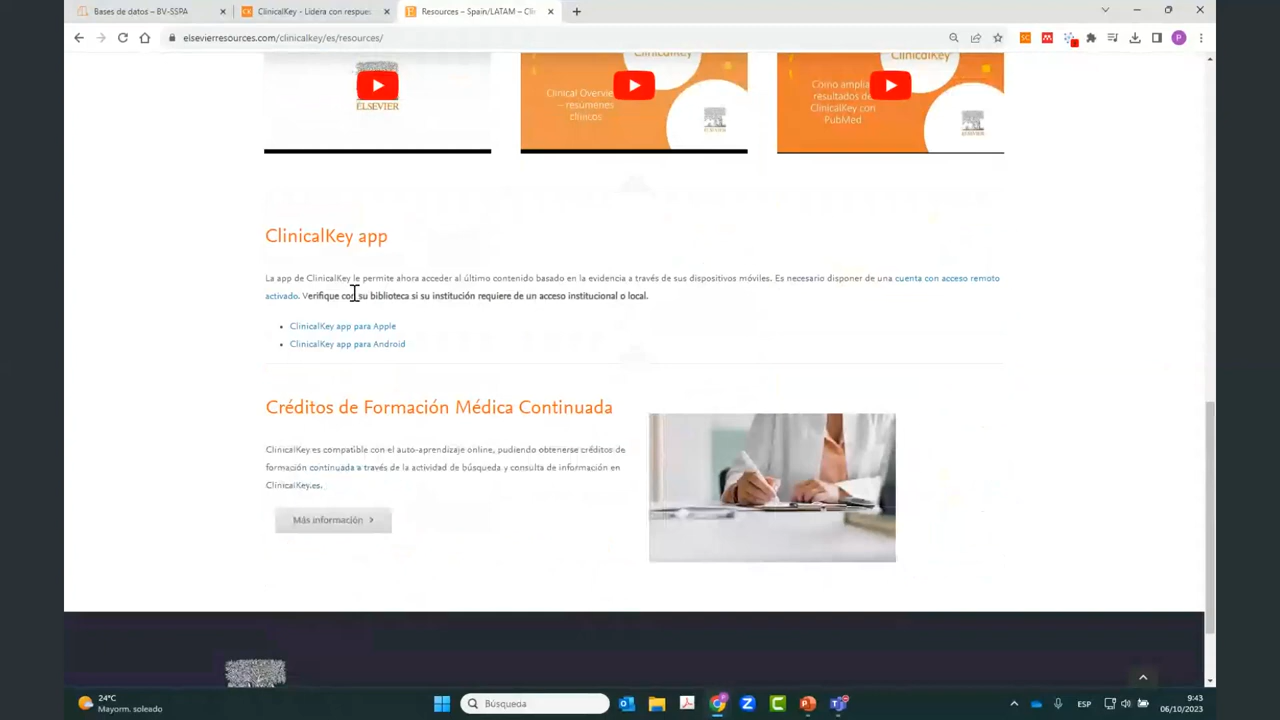 Bases de datos – BV-SSPA
ClinicalKey - Lidera con respues
Resources – Spain/LATAM – Cli
elsevierresources.com/clinicalkey/es/resources/
ELSEVIER
ClinicalKey
Clinical Overvie
– resúmenes
clínicos
ClinicalKey
Cómo amplia
resultados de
ClinicalKey con
PubMed
ClinicalKey app
La app de ClinicalKey le permite ahora acceder al último contenido basado en la evidencia a través de sus dispositivos móviles. Es necesario disponer de una cuenta con acceso remoto
activado. Verifique con su biblioteca si su institución requiere de un acceso institucional o local.
ClinicalKey app para Apple
ClinicalKey app para Android
Créditos de Formación Médica Continuada
ClinicalKey es compatible con el auto-aprendizaje online, pudiendo obtenerse créditos de
formación continuada a través de la actividad de búsqueda y consulta de información en
ClinicalKey.es.
Más información >
24°C
Mayorm. soleado
Búsqueda
ESP
9:43
06/10/2023